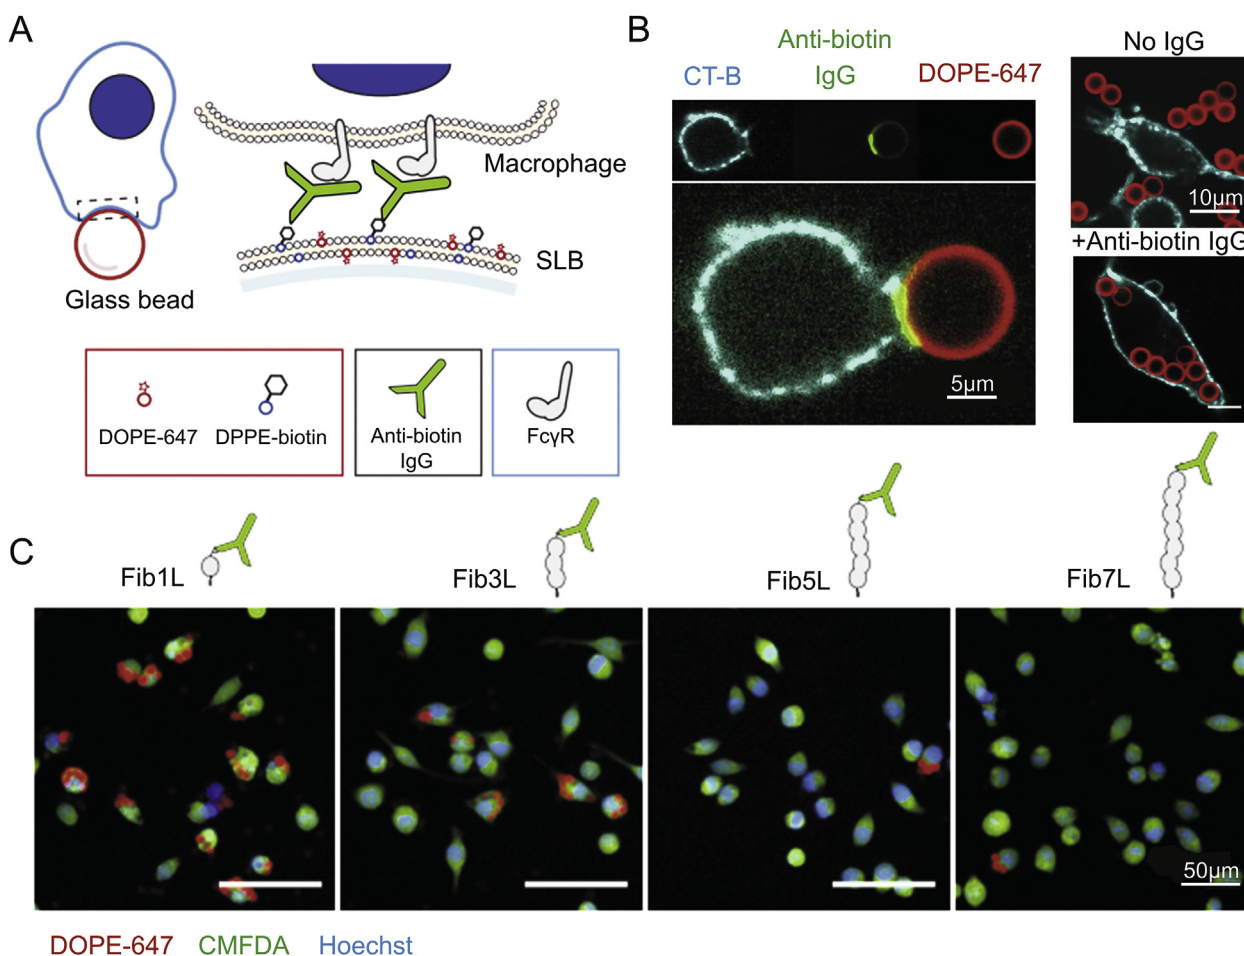 A
Macrophage
SLB
Glass bead
DOPE-647
DPPE-biotin
Anti-biotin
IgG
FcγR
B
Anti-biotin
CT-B
IgG
DOPE-647
5μm
No IgG
10μm
+Anti-biotin IgG
C
Fib1L
Fib3L
Fib5L
Fib7L
50μm
DOPE-647 CMFDA Hoechst